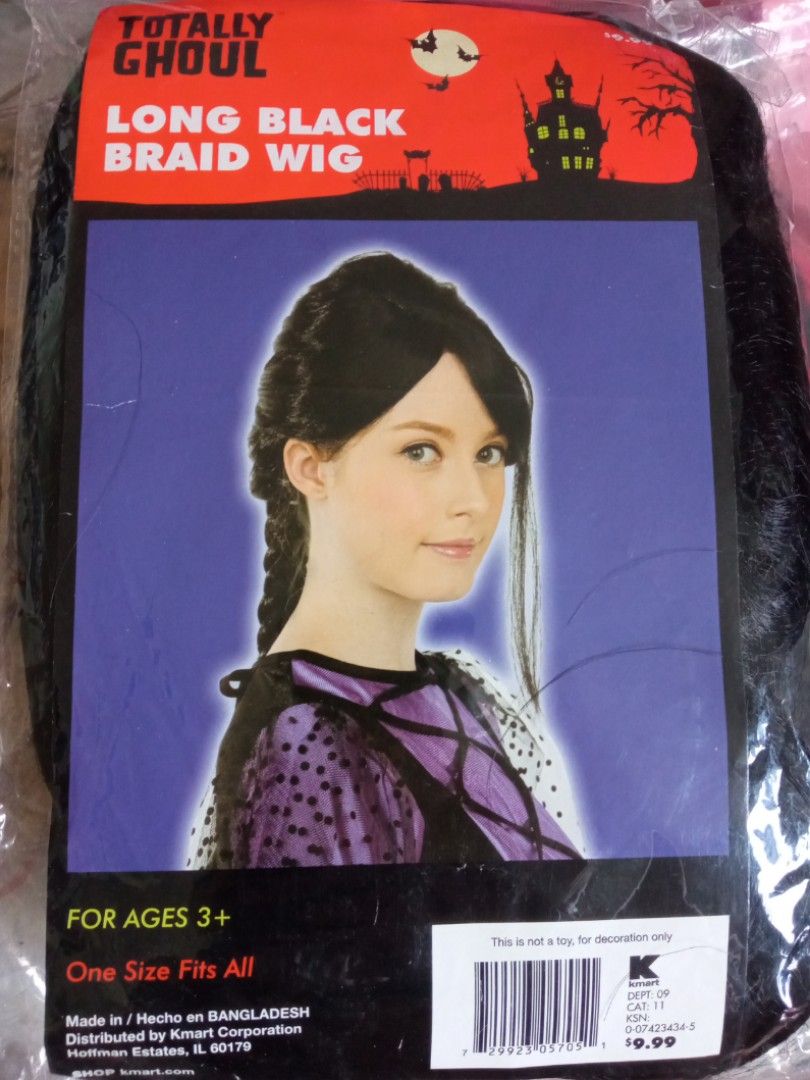 TOTALLY
GHOUL
LONG BLACK
BRAID WIG
$9.99
FOR AGES 3+
One Size Fits All
Made in / Hecho en BANGLADESH
Distributed by Kmart Corporation
Hoffman Estates, IL 60179
SHOP kmart.com
This is not a toy, for decoration only
K
kmart
DEPT: 09
CAT: 11
KSN:
0-07423434-5
$9.99
7 29923 05705 1